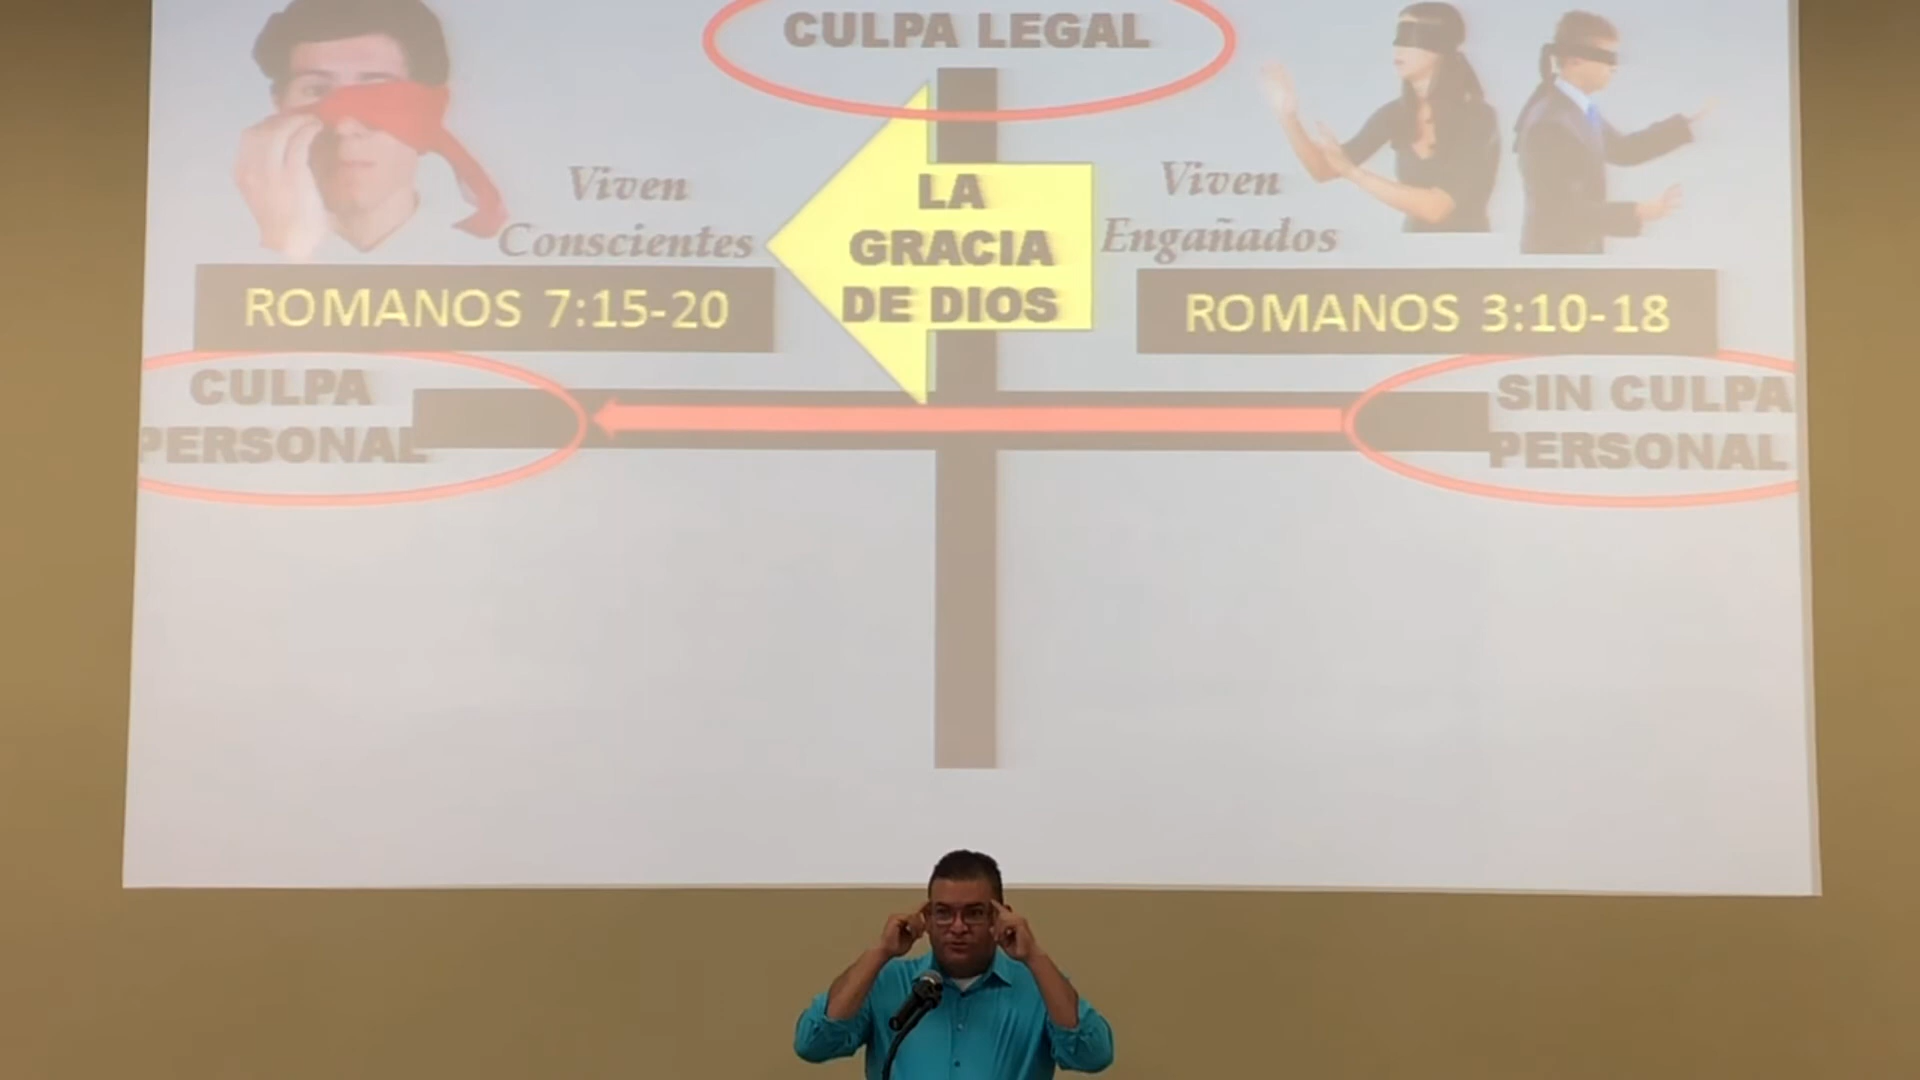 CULPA LEGAL
Viven
Conscientes
LA
GRACIA
DE DIOS
Viven
Engañados
ROMANOS 7:15-20
ROMANOS 3:10-18
CULPA
PERSONAL
SIN CULPA
PERSONAL